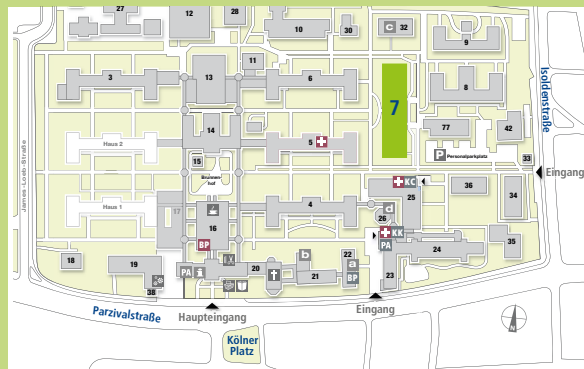 27
12
28
10
30
C
32
9
11
3
13
6
7
8
Isoldenstraße
14
77
42
Haus 2
5
P Personalparkplatz
33
15
Brunnen-
hof
Eingang
KC
25
36
34
James-Loeb-Straße
Haus 1
17
16
4
d
26
KK
BP
PA
24
35
18
19
PA i
20
b
21
22
a
BP
23
38
Parzivalstraße
Haupteingang
Eingang
Kölner
Platz
N